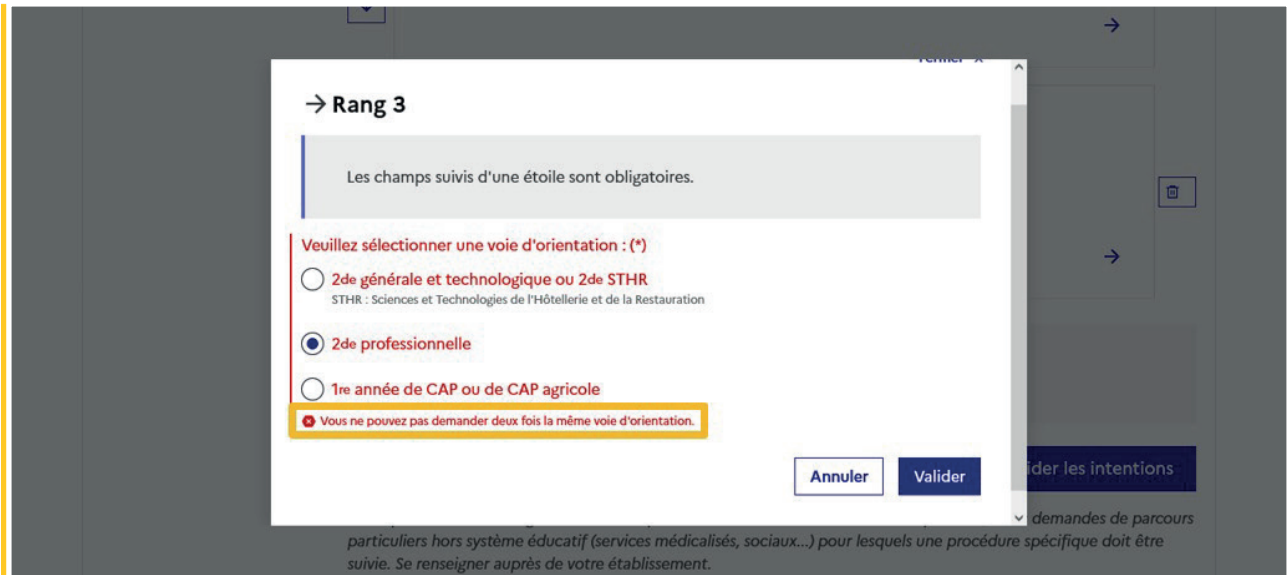 → Rang 3
Les champs suivis d'une étoile sont obligatoires.
Veuillez sélectionner une voie d'orientation : (*)
2de générale et technologique ou 2de STHR
STHR : Sciences et Technologies de l'Hôtellerie et de la Restauration
2de professionnelle
1re année de CAP ou de CAP agricole
Vous ne pouvez pas demander deux fois la même voie d'orientation.
Annuler
Valider
ider les intentions
demandes de parcours
particuliers hors système éducatif (services médicalisés, sociaux...) pour lesquels une procédure spécifique doit être
suivie. Se renseigner auprès de votre établissement.